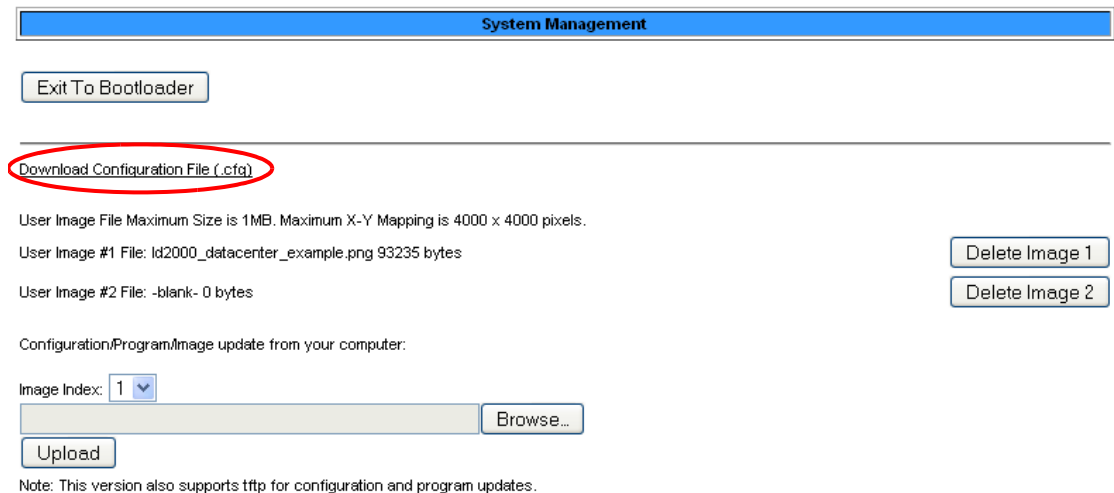 System Management
Exit To Bootloader
Download Configuration File (.cfg)
User Image File Maximum Size is 1MB. Maximum X-Y Mapping is 4000 x 4000 pixels.
User Image #1 File: ld2000_datacenter_example.png 93235 bytes
Delete Image 1
User Image #2 File: -blank- 0 bytes
Delete Image 2
Configuration/Program/Image update from your computer:
Image Index: 1
Browse...
Upload
Note: This version also supports tftp for configuration and program updates.